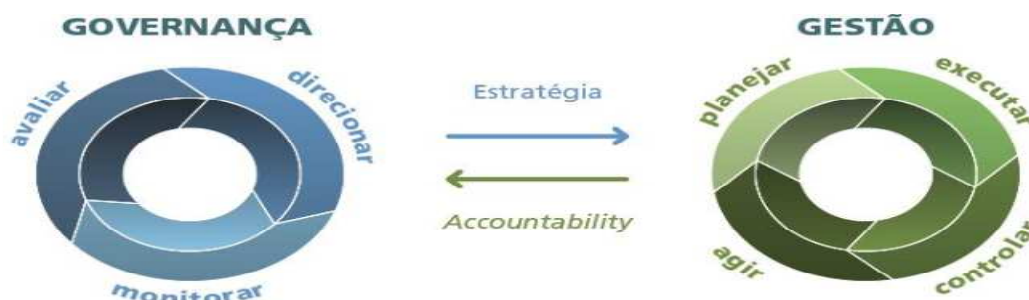 GOVERNANÇA
avaliar
direcionar
monitorar
Estratégia
Accountability
GESTÃO
planejar
executar
agir
controlar